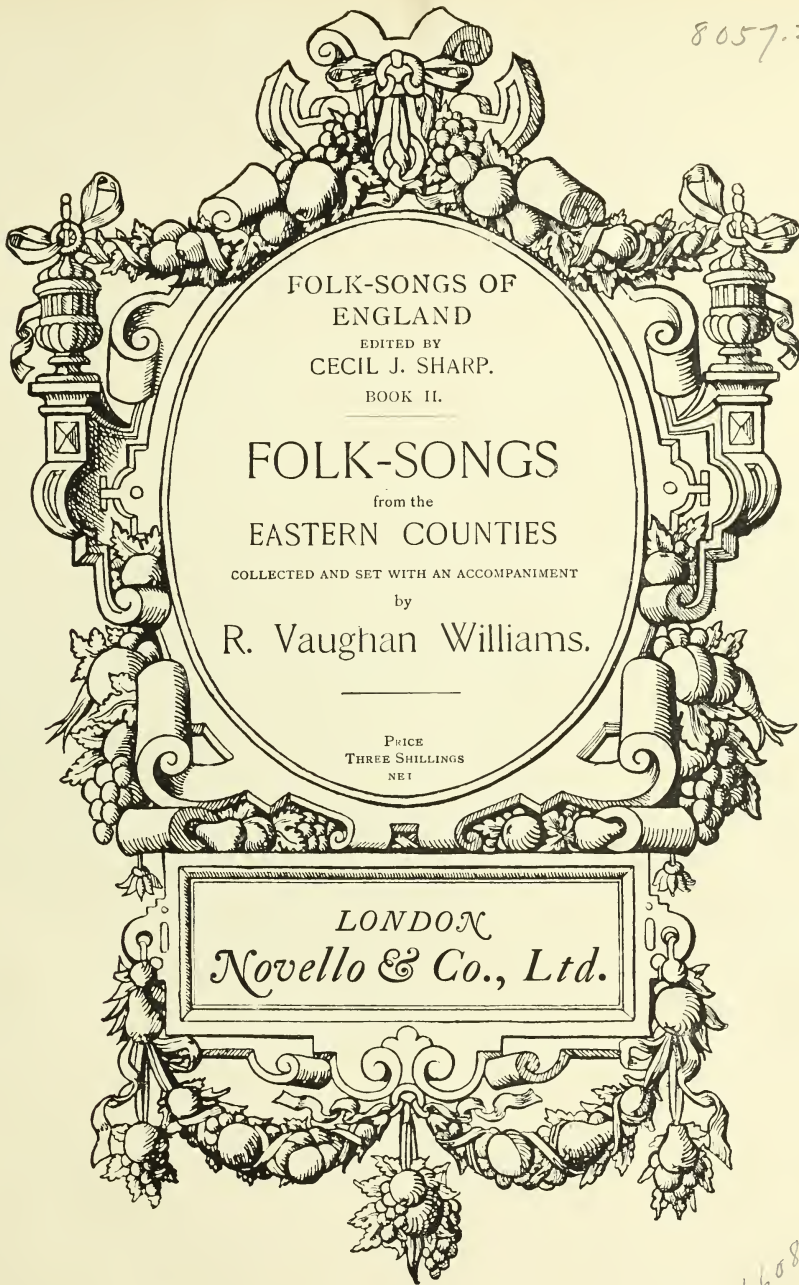 8057.
FOLK-SONGS OF
ENGLAND
EDITED BY
CECIL J. SHARP.
BOOK II.
FOLK-SONGS
from the
EASTERN COUNTIES
COLLECTED AND SET WITH AN ACCOMPANIMENT
by
R. Vaughan Williams.
PRICE
THREE SHILLINGS
NET
LONDON
Novello & Co., Ltd.